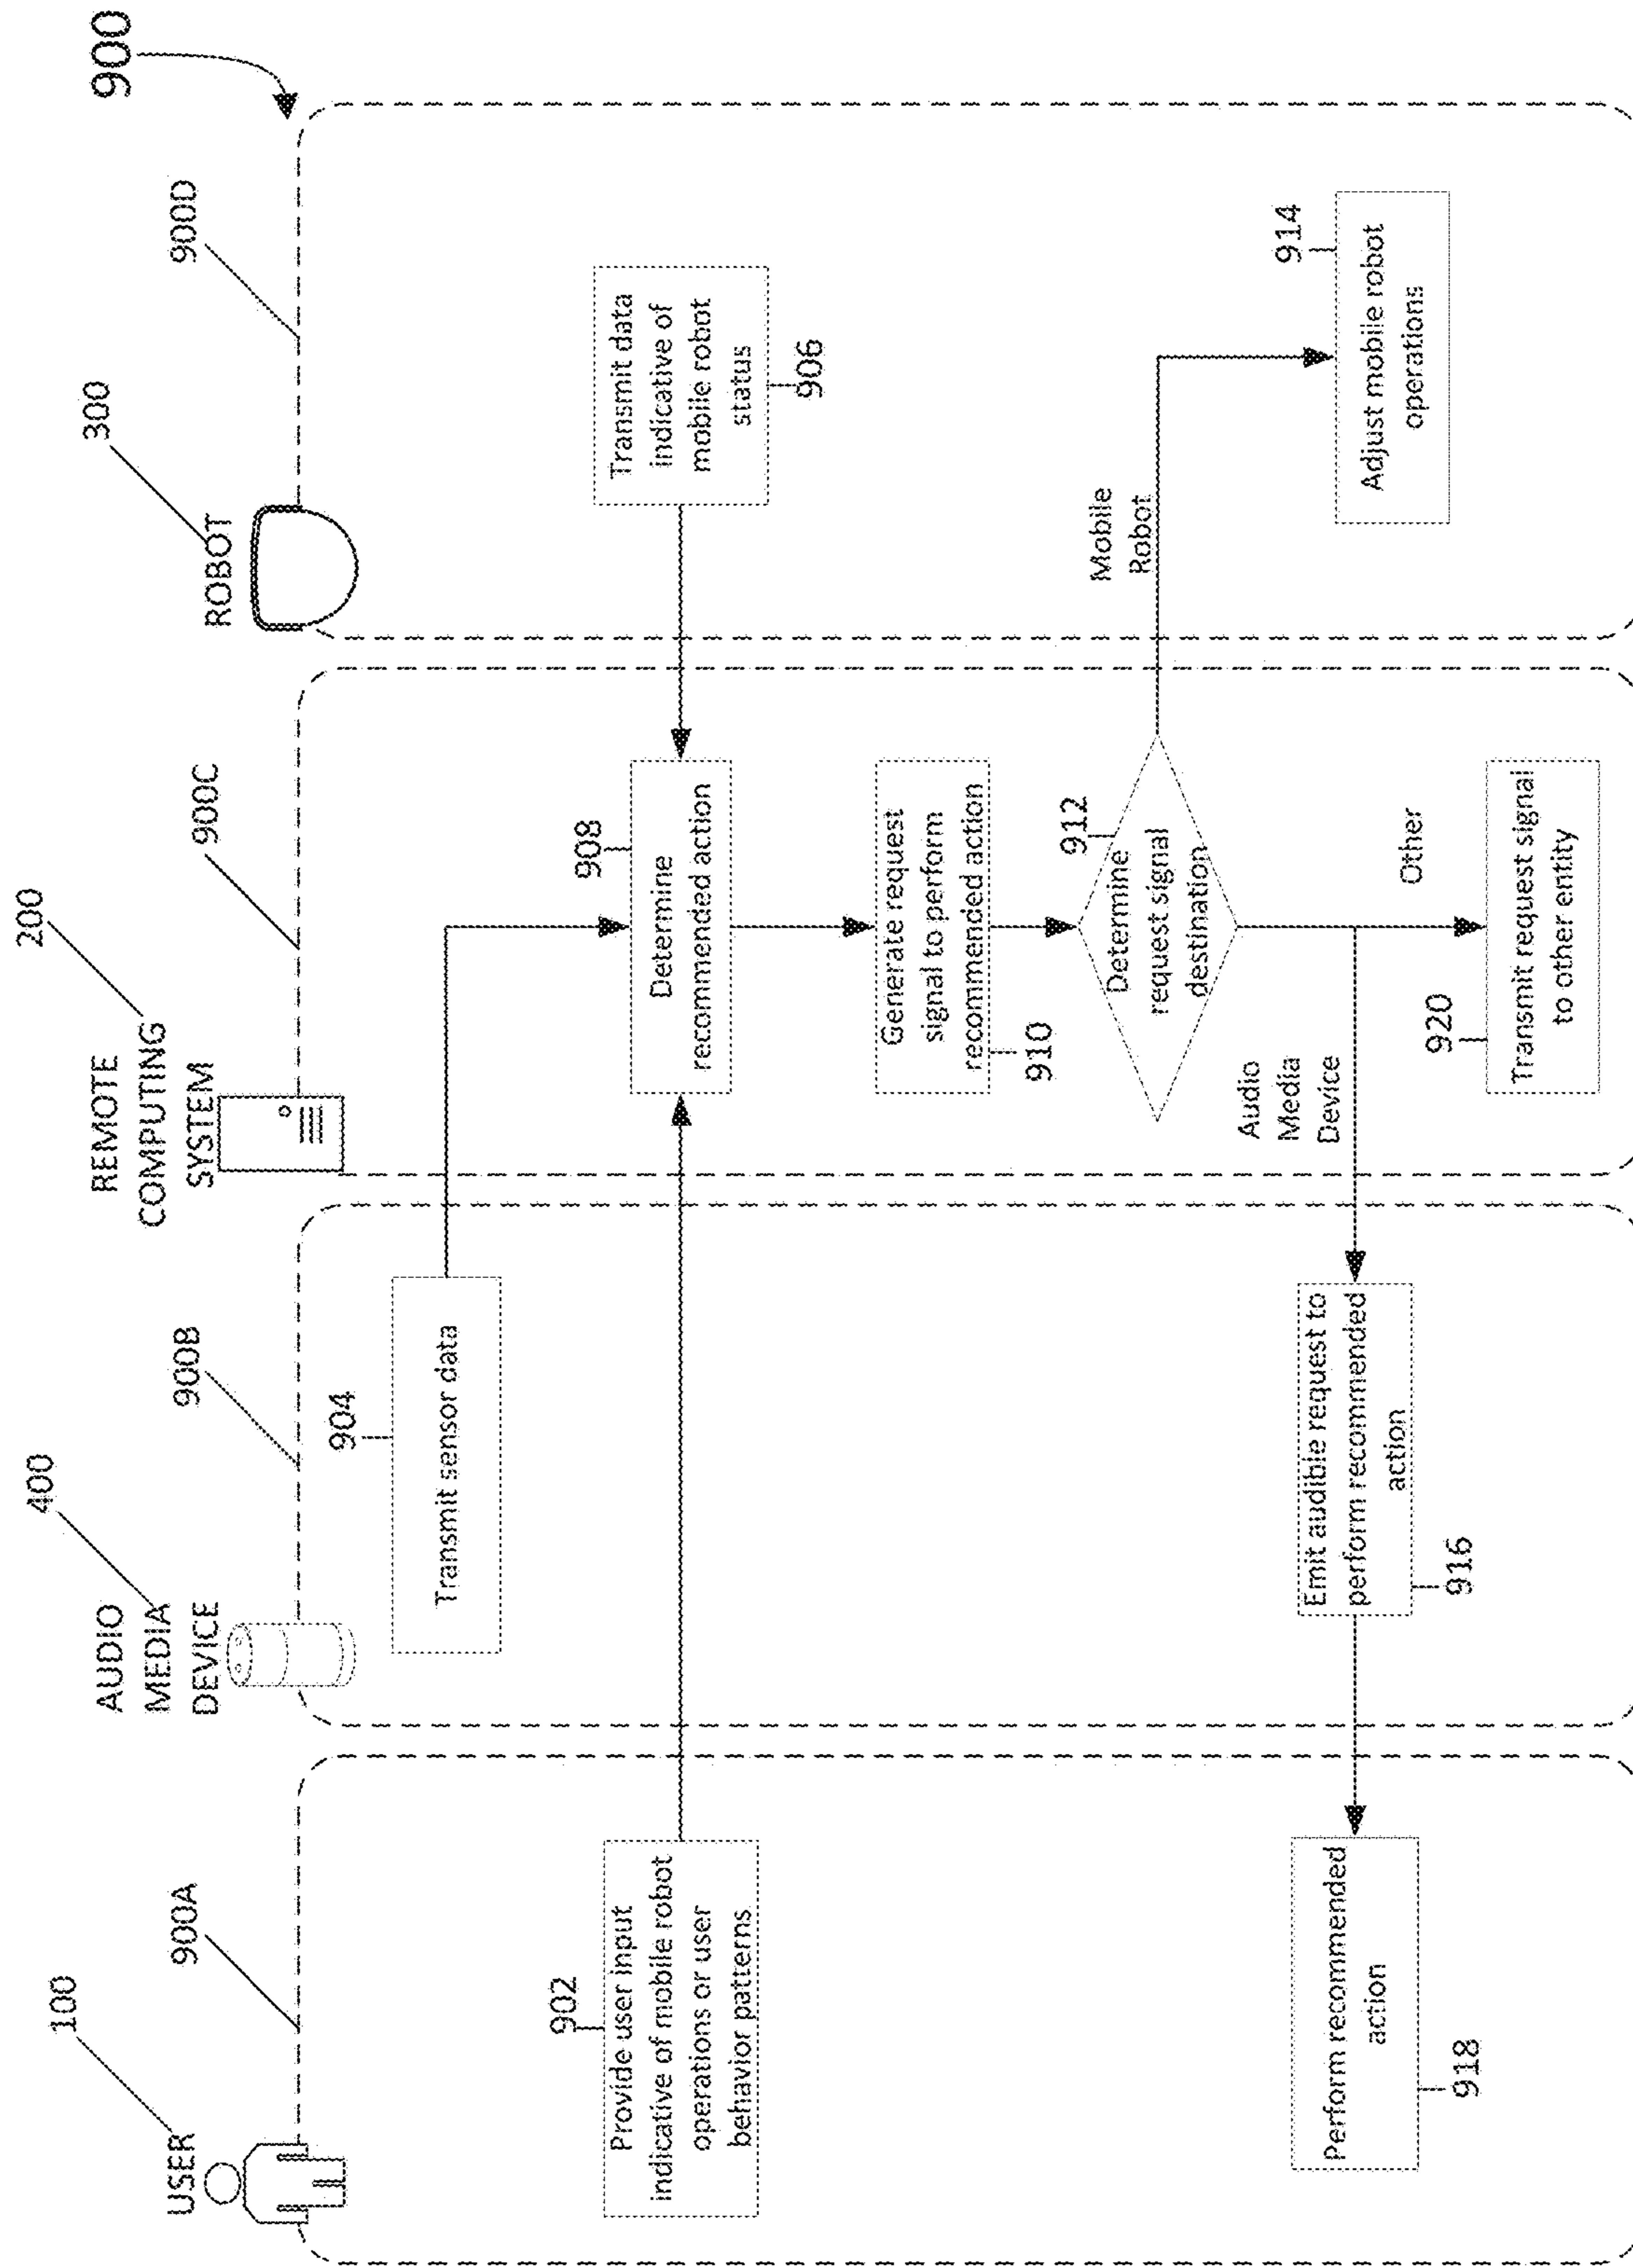 900
100
USER
900A
400
AUDIO
MEDIA
DEVICE
900B
200
REMOTE
COMPUTING
SYSTEM
900C
300
ROBOT
900D
904
Transmit sensor data
902
Provide user input
indicative of mobile robot
operations or user
behavior patterns
908
Determine
recommended action
Transmit data
indicative of
mobile robot
status
906
Generate request
signal to perform
recommended action
910
912
Determine
request signal
destination
Mobile
Robot
914
Adjust mobile robot
operations
Audio
Media
Device
Other
Emit audible request to
perform recommended
action
916
Perform recommended
action
918
920
Transmit request signal
to other entity